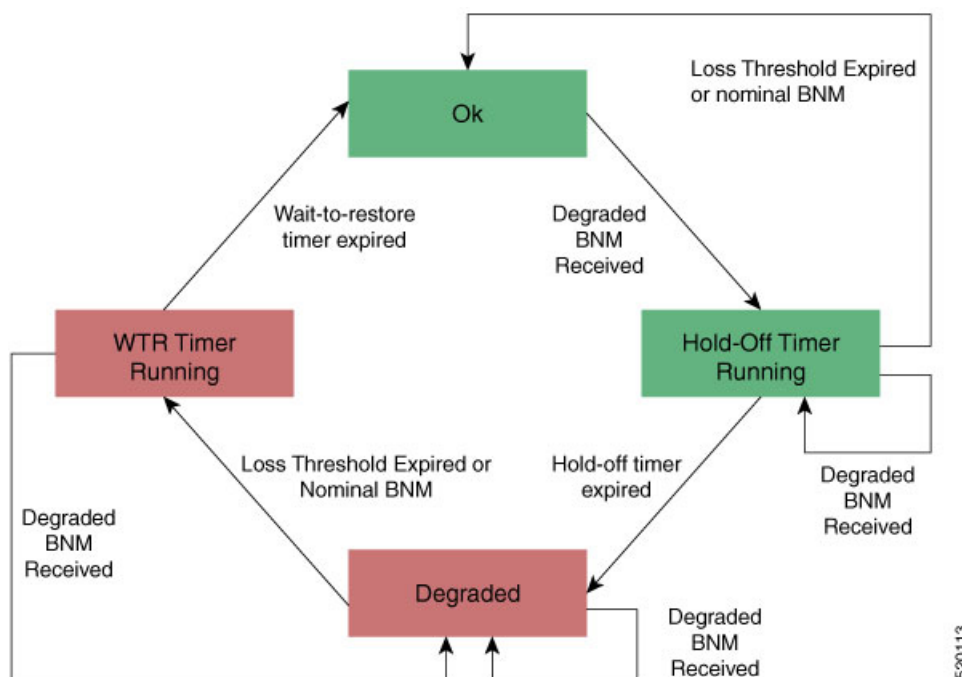 Loss Threshold Expired
or nominal BNM
Ok
Wait-to-restore
timer expired
Degraded
BNM
Received
WTR Timer
Running
Hold-Off Timer
Running
Loss Threshold Expired or
Nominal BNM
Hold-off timer
expired
Degraded
BNM
Received
Degraded
BNM
Received
Degraded
Degraded
BNM
Received